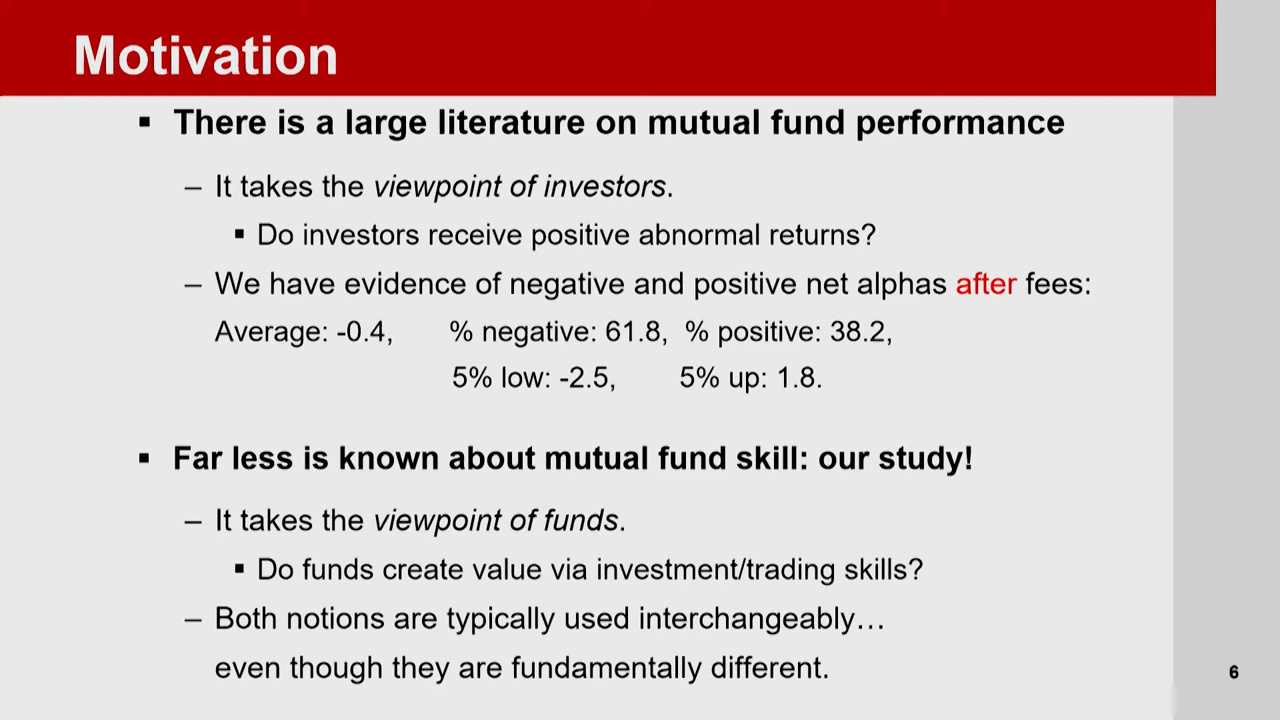 Motivation
▪ There is a large literature on mutual fund performance
– It takes the viewpoint of investors.
▪ Do investors receive positive abnormal returns?
– We have evidence of negative and positive net alphas after fees:
Average: -0.4, % negative: 61.8, % positive: 38.2,
5% low: -2.5, 5% up: 1.8.
▪ Far less is known about mutual fund skill: our study!
– It takes the viewpoint of funds.
▪ Do funds create value via investment/trading skills?
– Both notions are typically used interchangeably…
even though they are fundamentally different.
6